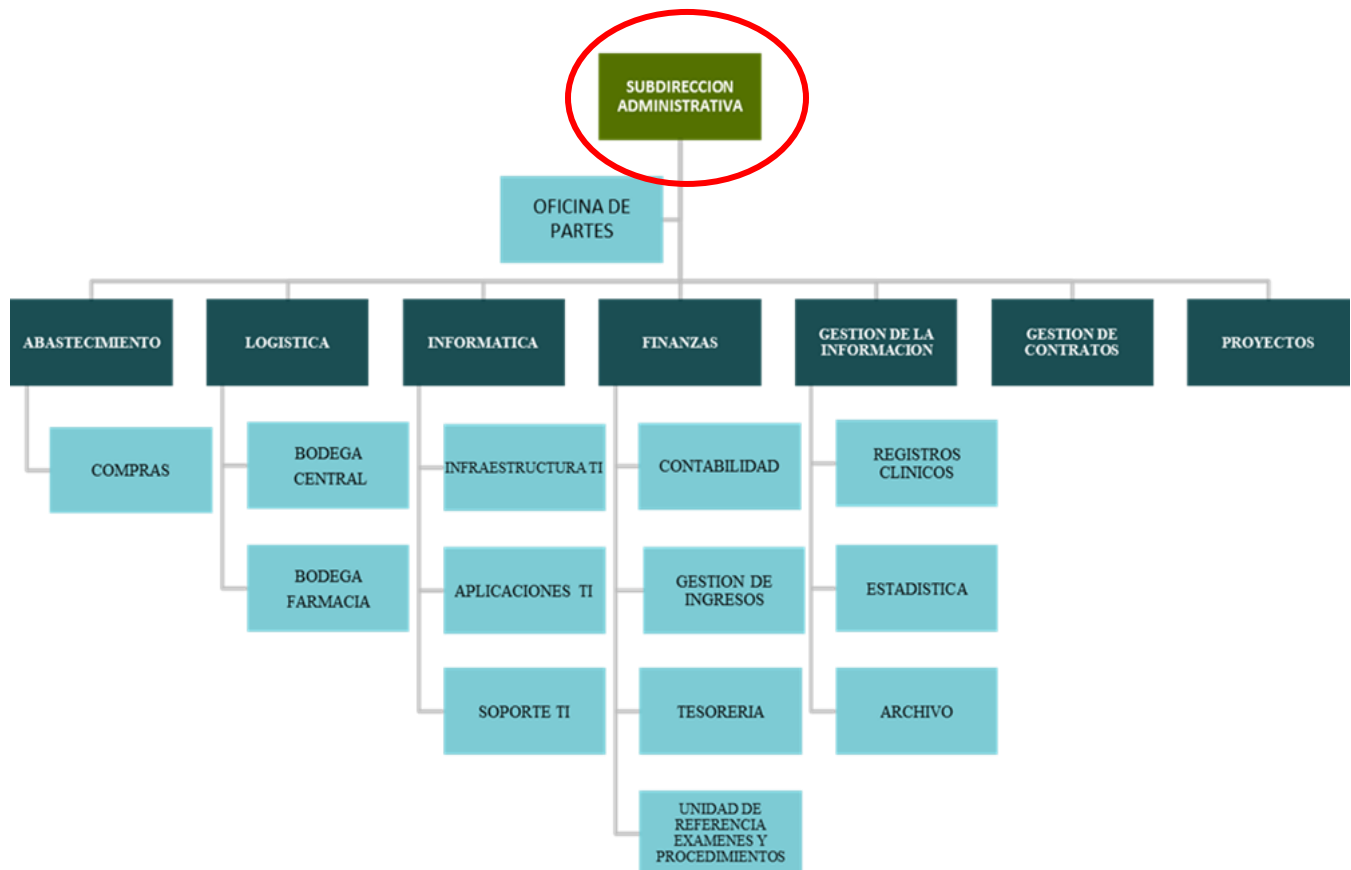 SUBDIRECCION
ADMINISTRATIVA
OFICINA DE
PARTES
ABASTECIMIENTO
LOGISTICA
INFORMATICA
FINANZAS
GESTION DE LA
INFORMACION
GESTION DE
CONTRATOS
PROYECTOS
COMPRAS
BODEGA
CENTRAL
INFRAESTRUCTURA TI
CONTABILIDAD
REGISTROS
CLINICOS
BODEGA
FARMACIA
APLICACIONES TI
GESTION DE
INGRESOS
ESTADISTICA
SOPORTE TI
TESORERIA
ARCHIVO
UNIDAD DE
REFERENCIA
EXAMENES Y
PROCEDIMIENTOS